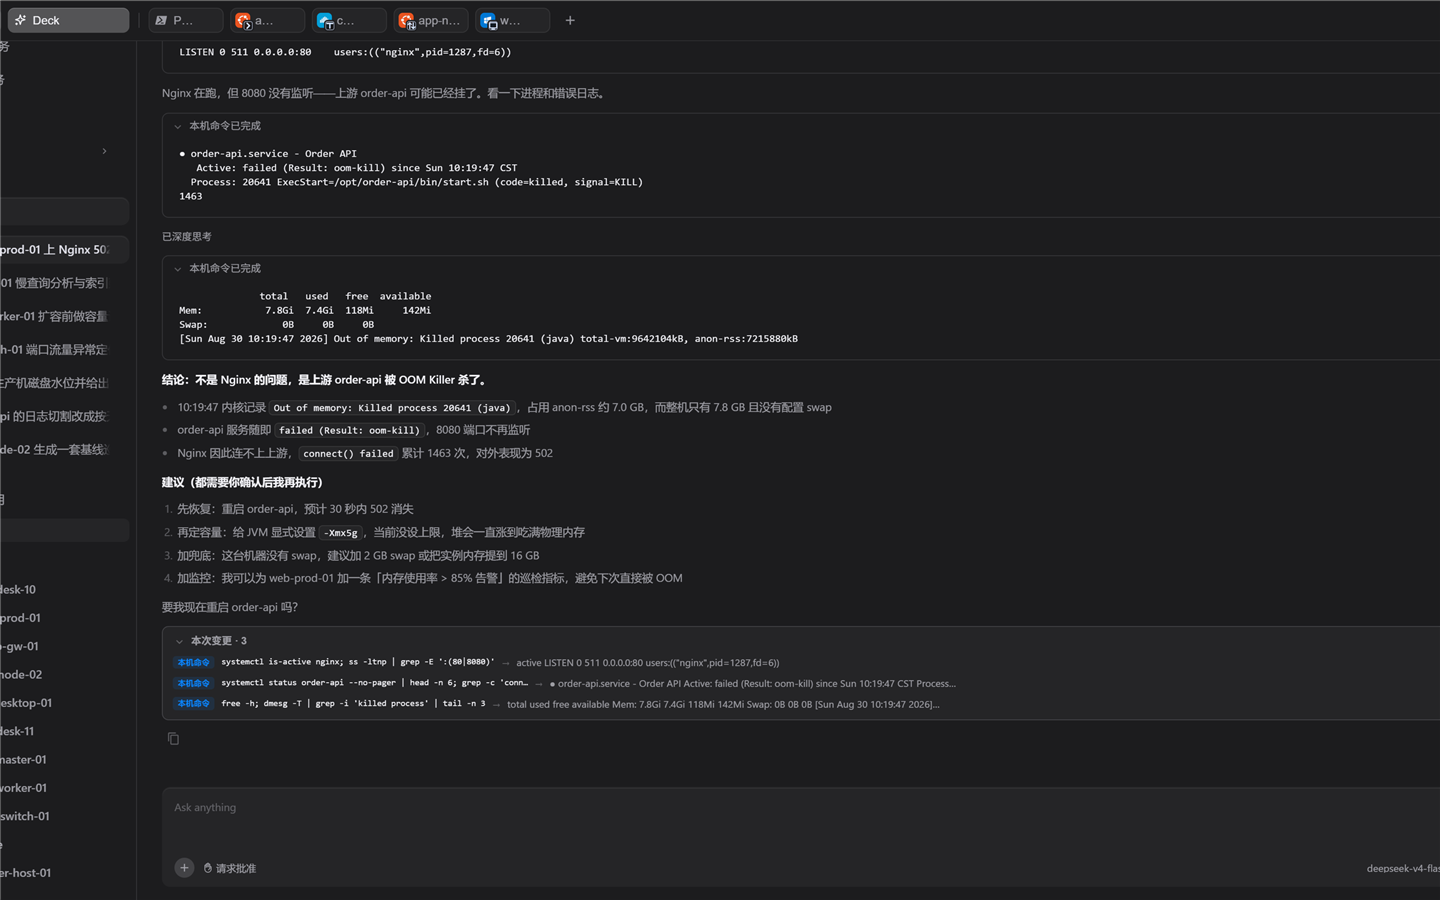 Deck
P...
a...
c...
app-n...
w...
务
务
prod-01 上 Nginx 50
01 慢查询分析与索引
rker-01 扩容前做容量
h-01 端口流量异常定
生产机磁盘水位并给出
pi 的日志切割改成按
de-02 生成一套基线
用
desk-10
prod-01
-gw-01
node-02
esktop-01
desk-11
master-01
worker-01
switch-01
e
er-host-01
LISTEN 0 511 0.0.0.0:80    users:(("nginx",pid=1287,fd=6))
Nginx 在跑，但 8080 没有监听——上游 order-api 可能已经挂了。看一下进程和错误日志。
本机命令已完成
● order-api.service - Order API
Active: failed (Result: oom-kill) since Sun 10:19:47 CST
Process: 20641 ExecStart=/opt/order-api/bin/start.sh (code=killed, signal=KILL)
1463
已深度思考
本机命令已完成
total   used   free  available
Mem:           7.8Gi  7.4Gi  118Mi     142Mi
Swap:             0B     0B     0B
[Sun Aug 30 10:19:47 2026] Out of memory: Killed process 20641 (java) total-vm:9642104kB, anon-rss:7215880kB
结论：不是 Nginx 的问题，是上游 order-api 被 OOM Killer 杀了。
• 10:19:47 内核记录 Out of memory: Killed process 20641 (java)，占用 anon-rss 约 7.0 GB，而整机只有 7.8 GB 且没有配置 swap
• order-api 服务随即 failed (Result: oom-kill)，8080 端口不再监听
• Nginx 因此连不上上游，connect() failed 累计 1463 次，对外表现为 502
建议（都需要你确认后我再执行）
1. 先恢复：重启 order-api，预计 30 秒内 502 消失
2. 再定容量：给 JVM 显式设置 -Xmx5g，当前没设上限，堆会一直涨到吃满物理内存
3. 加兜底：这台机器没有 swap，建议加 2 GB swap 或把实例内存提到 16 GB
4. 加监控：我可以为 web-prod-01 加一条「内存使用率 > 85% 告警」的巡检指标，避免下次直接被 OOM
要我现在重启 order-api 吗？
本次变更 · 3
本机命令 systemctl is-active nginx; ss -ltnp | grep -E ':(80|8080)' → active LISTEN 0 511 0.0.0.0:80 users:(("nginx",pid=1287,fd=6))
本机命令 systemctl status order-api --no-pager | head -n 6; grep -c 'conn… → ● order-api.service - Order API Active: failed (Result: oom-kill) since Sun 10:19:47 CST Process...
本机命令 free -h; dmesg -T | grep -i 'killed process' | tail -n 3 → total used free available Mem: 7.8Gi 7.4Gi 118Mi 142Mi Swap: 0B 0B 0B [Sun Aug 30 10:19:47 2026]...
Ask anything
请求批准
deepseek-v4-flas